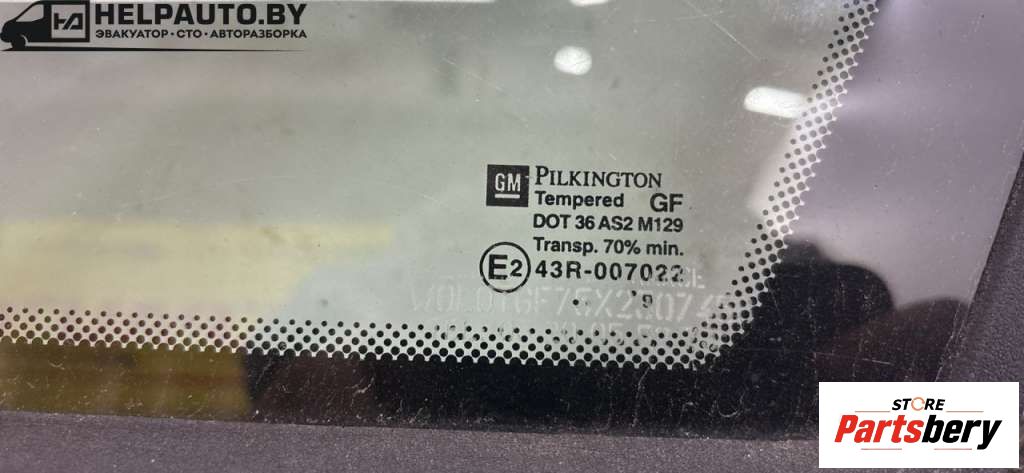 HELPAUTO.BY
ЭВАКУАТОР • СТО • АВТОРАЗБОРКА
GM PILKINGTON
Tempered GF
DOT 36 AS2 M129
Transp. 70% min.
E2 43R-007022
STORE
Partsbery